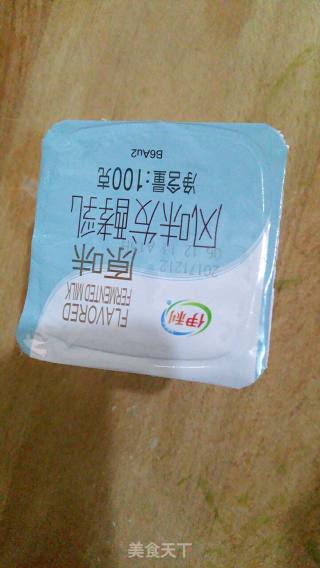 伊利
FLAVORED
FERMENTED MILK
原味
20171212
风味发酵乳
净含量:100克
B6Au2
美食天下